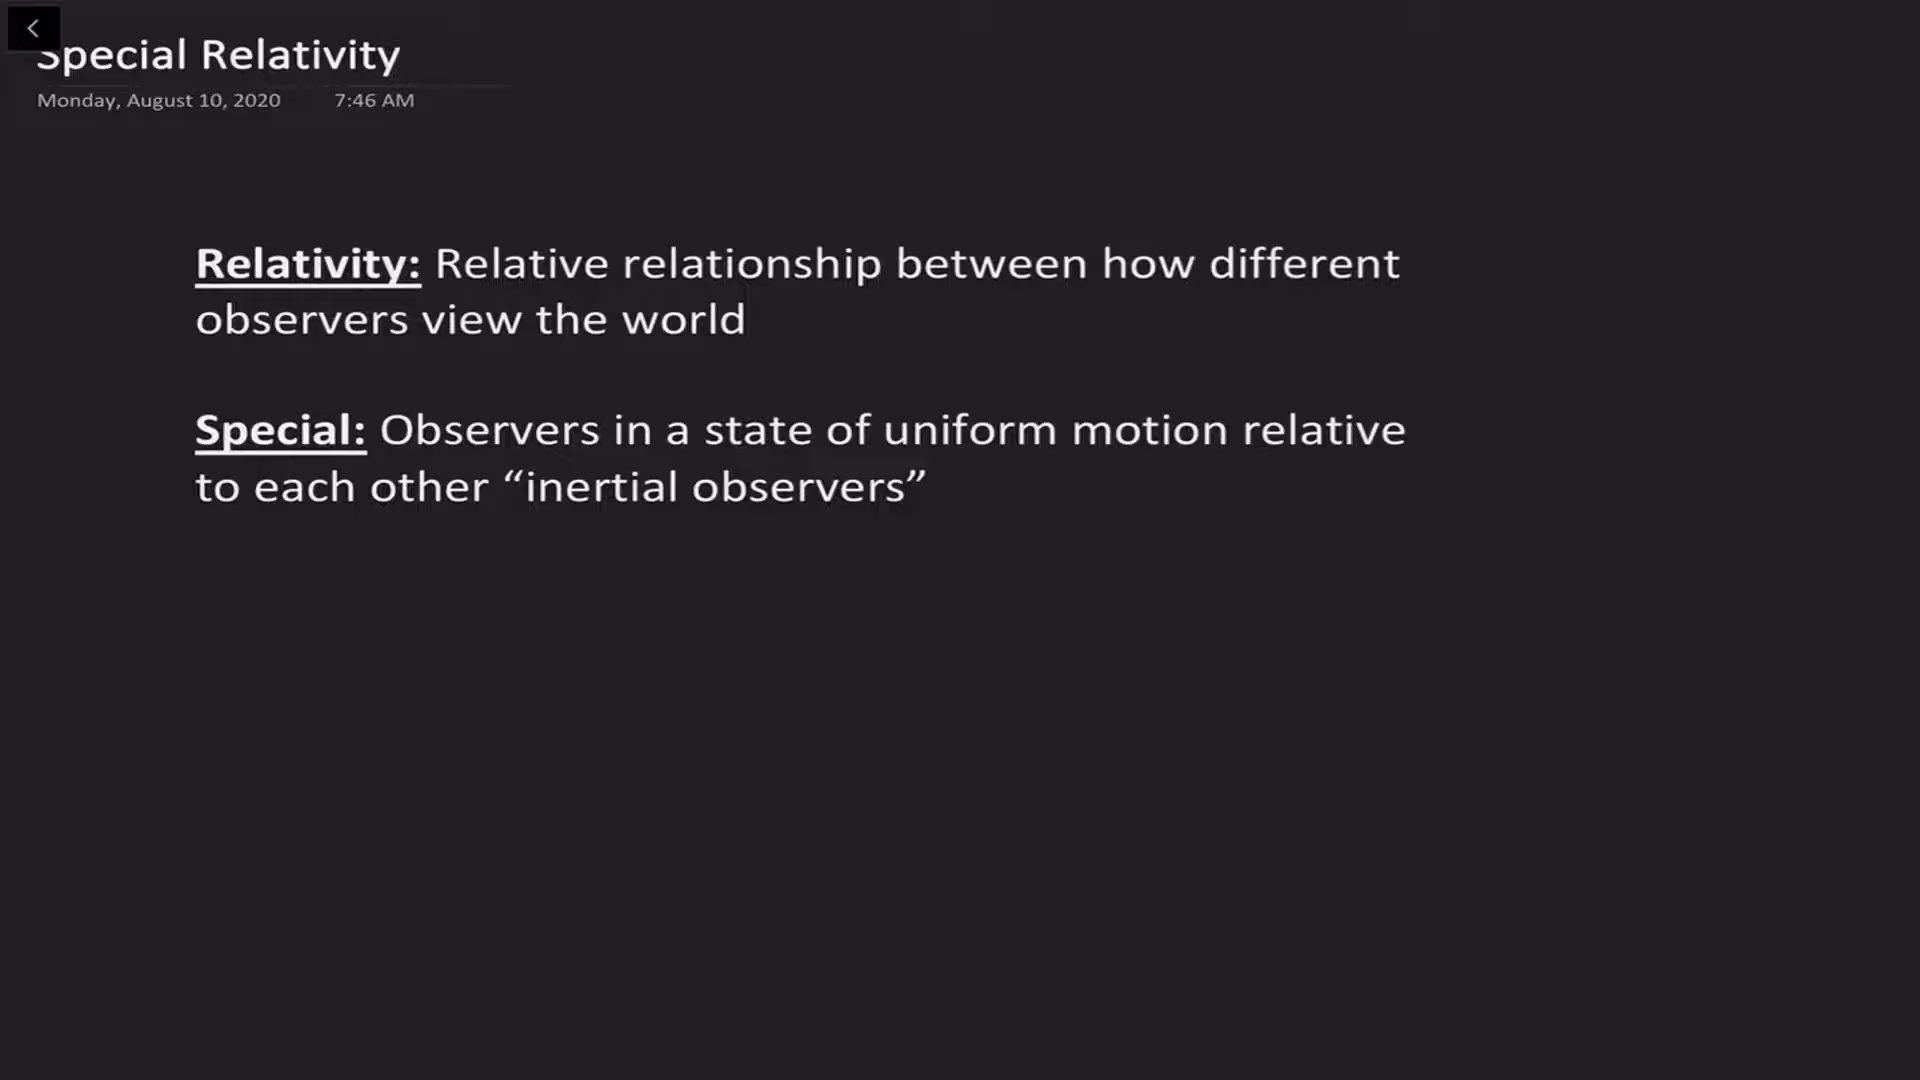 Special Relativity
Monday, August 10, 2020 7:46 AM
Relativity: Relative relationship between how different
observers view the world
Special: Observers in a state of uniform motion relative
to each other “inertial observers”